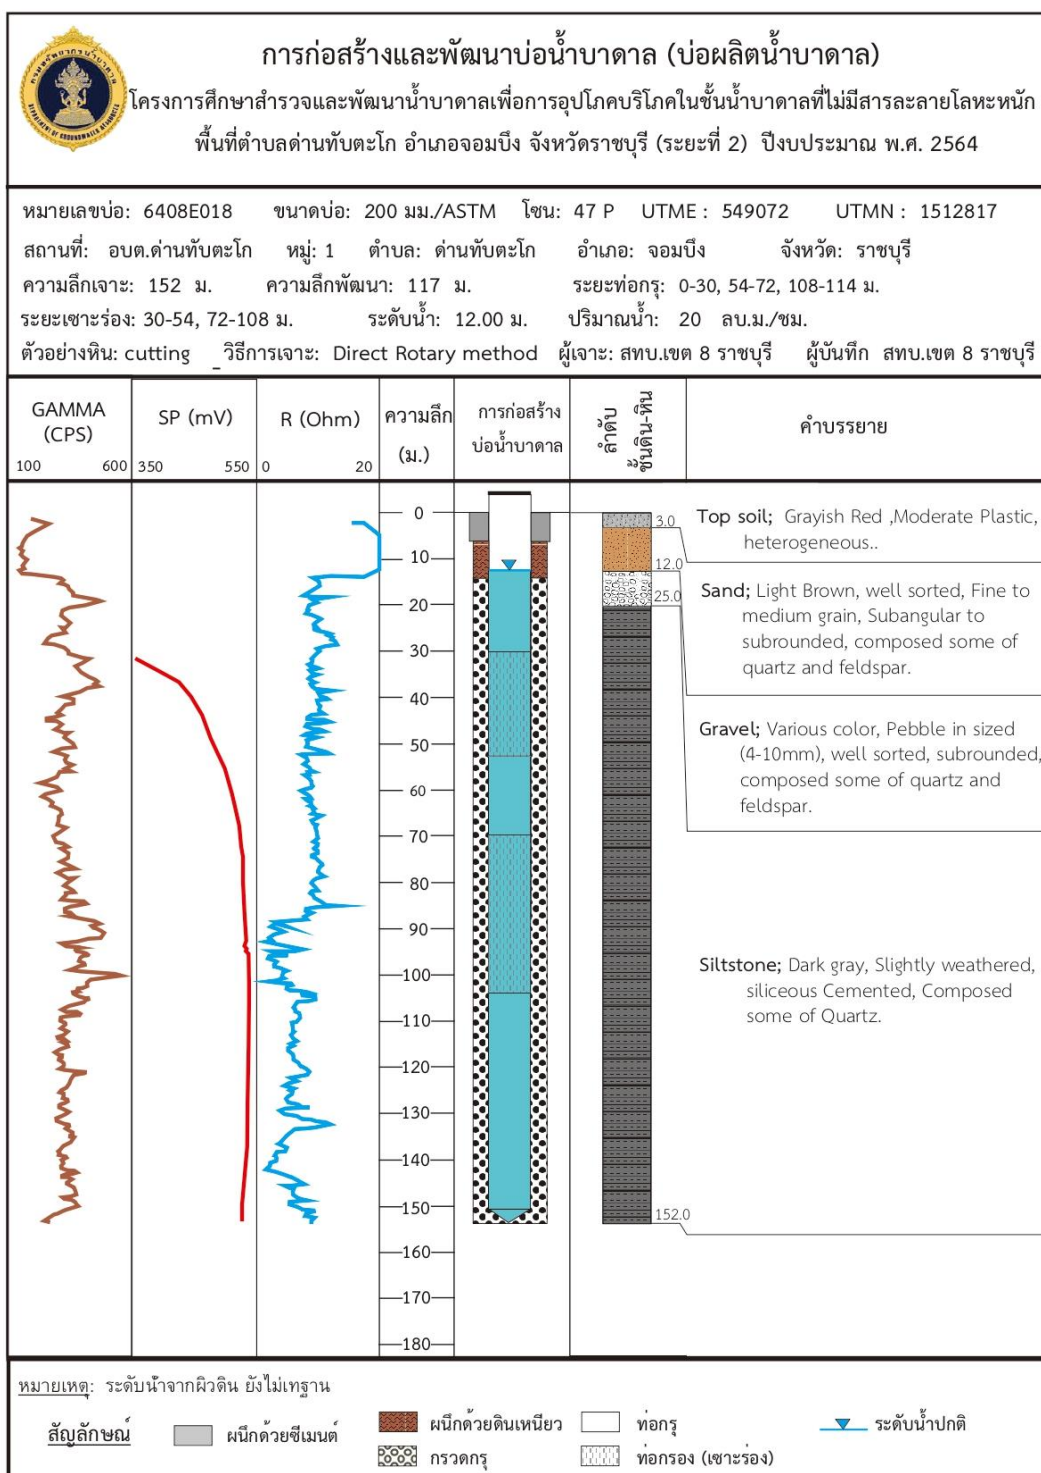 การก่อสร้างและพัฒนาบ่อน้ำบาดาล (บ่อผลิตน้ำบาดาล)
โครงการศึกษาสำรวจและพัฒนาน้ำบาดาลเพื่อการอุปโภคบริโภคในชั้นน้ำบาดาลที่ไม่มีสารละลายโลหะหนัก
พื้นที่ตำบลด่านทับตะโก อำเภอจอมบึง จังหวัดราชบุรี (ระยะที่ 2) ปีงบประมาณ พ.ศ. 2564
หมายเลขบ่อ: 6408E018 ขนาดบ่อ: 200 มม./ASTM โซน: 47 P UTME : 549072 UTMN : 1512817
สถานที่: อบต.ด่านทับตะโก หมู่: 1 ตำบล: ด่านทับตะโก อำเภอ: จอมบึง จังหวัด: ราชบุรี
ความลึกเจาะ: 152 ม. ความลึกพัฒนา: 117 ม. ระยะท่อกรุ: 0-30, 54-72, 108-114 ม.
ระยะเซาะร่อง: 30-54, 72-108 ม. ระดับน้ำ: 12.00 ม. ปริมาณน้ำ: 20 ลบ.ม./ชม.
ตัวอย่างหิน: cutting _วิธีการเจาะ: Direct Rotary method ผู้เจาะ: สทบ.เขต 8 ราชบุรี ผู้บันทึก สทบ.เขต 8 ราชบุรี
GAMMA (CPS)
100 600
SP (mV)
350 550
R (Ohm)
0 20
ความลึก
(ม.)
การก่อสร้าง
บ่อน้ำบาดาล
ลำดับ
ชั้นดิน-หิน
คำบรรยาย
0
10
20
30
40
50
60
70
80
90
100
110
120
130
140
150
160
170
180
3.0
12.0
25.0
152.0
Top soil; Grayish Red ,Moderate Plastic,
heterogeneous..
Sand; Light Brown, well sorted, Fine to
medium grain, Subangular to
subrounded, composed some of
quartz and feldspar.
Gravel; Various color, Pebble in sized
(4-10mm), well sorted, subrounded,
composed some of quartz and
feldspar.
Siltstone; Dark gray, Slightly weathered,
siliceous Cemented, Composed
some of Quartz.
หมายเหตุ: ระดับน้ำจากผิวดิน ยังไม่เทฐาน
สัญลักษณ์
ผนึกด้วยซีเมนต์
ผนึกด้วยดินเหนียว
ท่อกรุ
ระดับน้ำปกติ
กรวดกรุ
ท่อกรอง (เซาะร่อง)